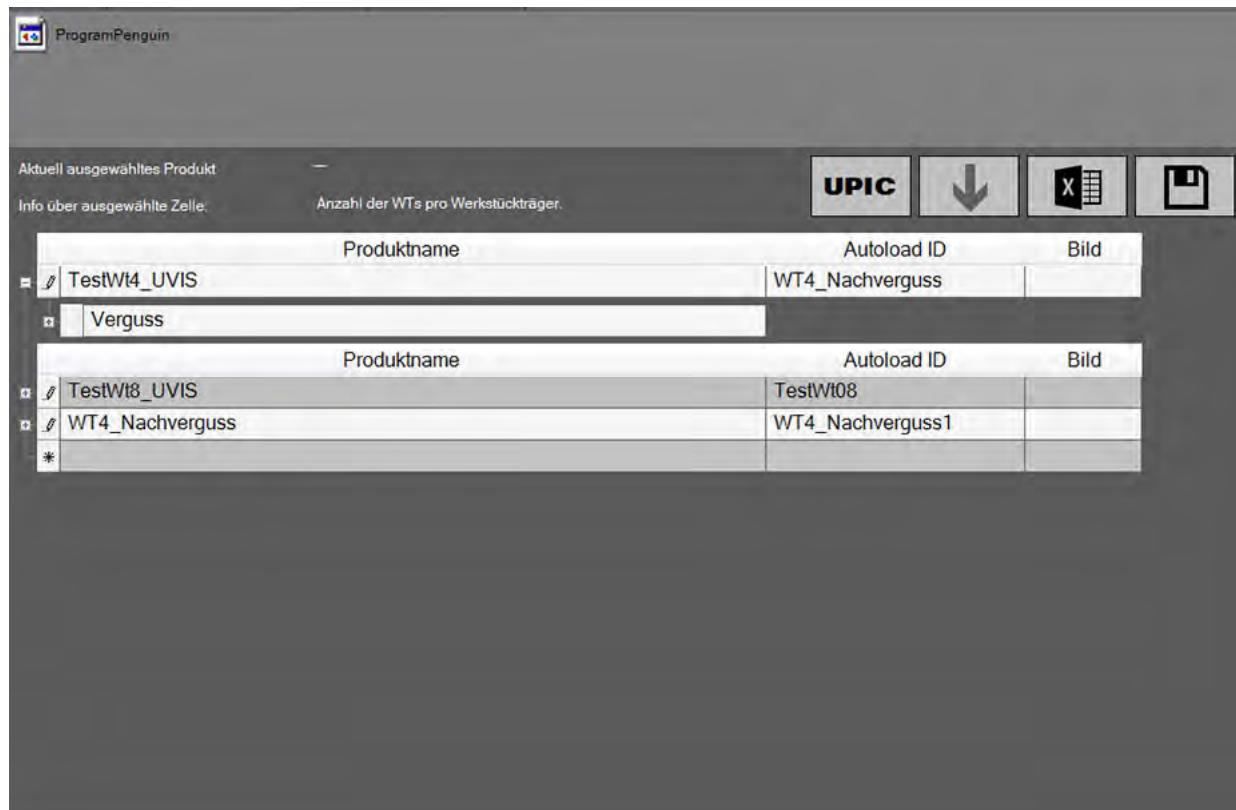 ProgramPenguin
Aktuell ausgewähltes Produkt —
Info über ausgewählte Zelle: Anzahl der WTs pro Werkstückträger.
UPIC
Produktname Autoload ID Bild
TestWt4_UVIS WT4_Nachverguss
Verguss
Produktname Autoload ID Bild
TestWt8_UVIS TestWt08
WT4_Nachverguss WT4_Nachverguss1